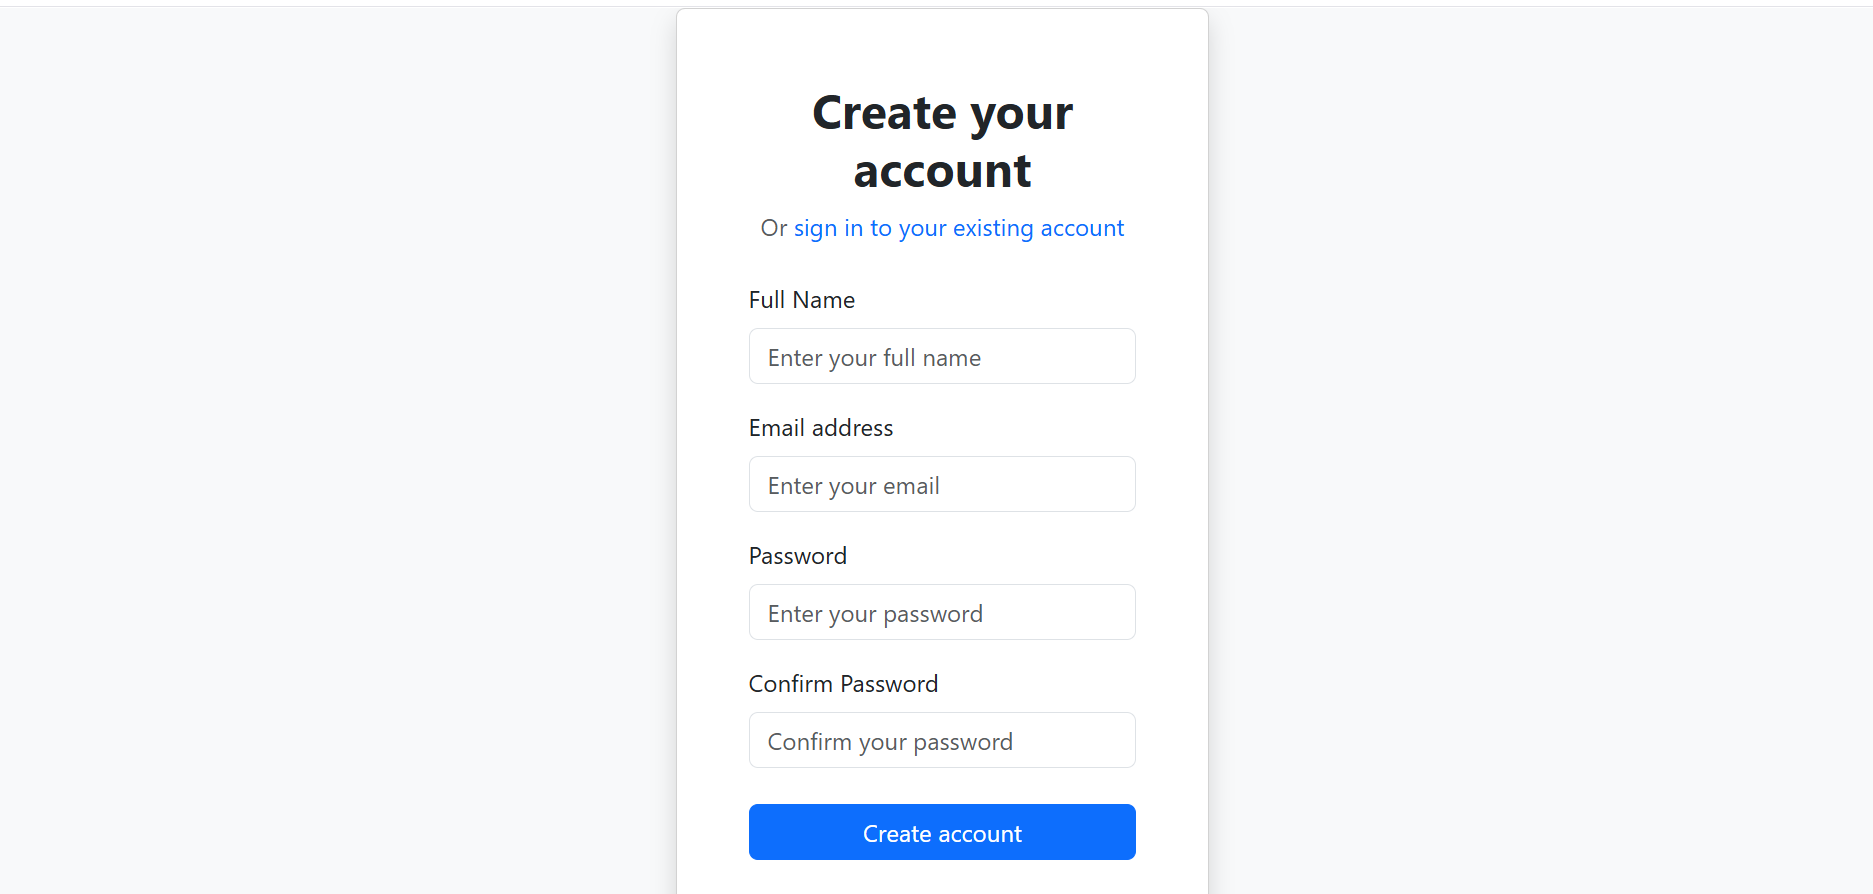 Create your
account
Or sign in to your existing account
Full Name
Enter your full name
Email address
Enter your email
Password
Enter your password
Confirm Password
Confirm your password
Create account